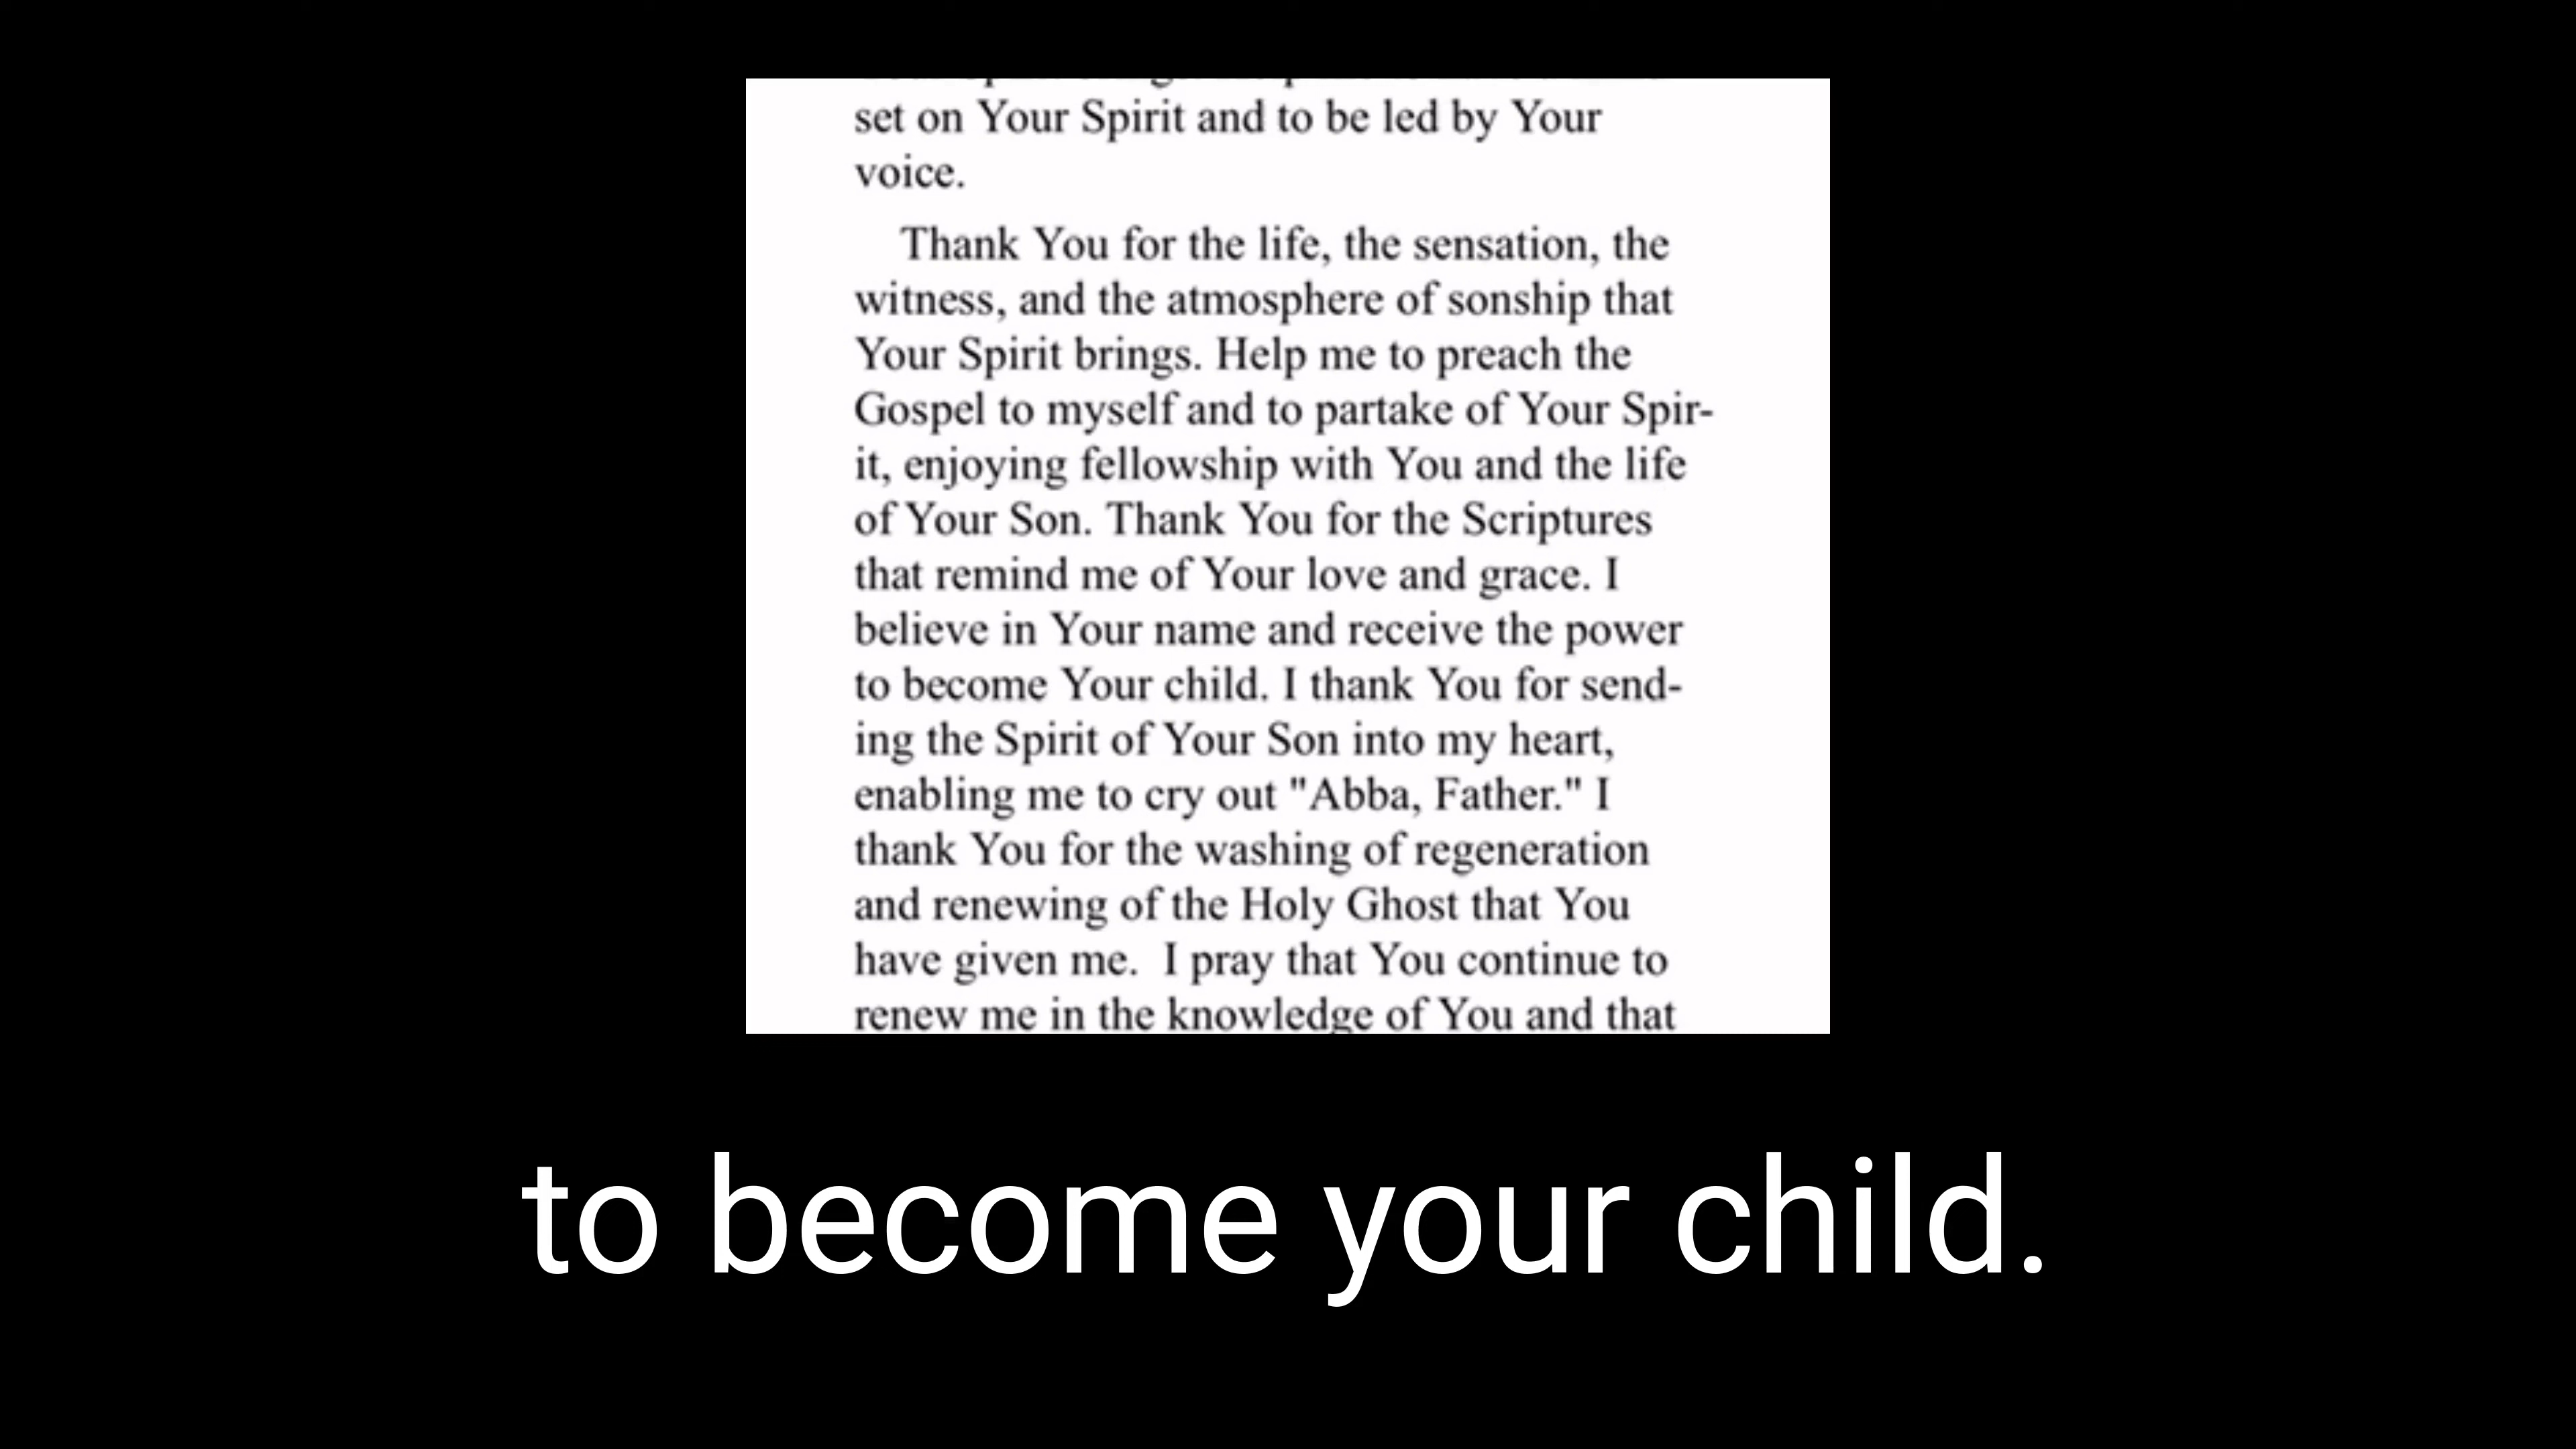 set on Your Spirit and to be led by Your
voice.
Thank You for the life, the sensation, the
witness, and the atmosphere of sonship that
Your Spirit brings. Help me to preach the
Gospel to myself and to partake of Your Spir-
it, enjoying fellowship with You and the life
of Your Son. Thank You for the Scriptures
that remind me of Your love and grace. I
believe in Your name and receive the power
to become Your child. I thank You for send-
ing the Spirit of Your Son into my heart,
enabling me to cry out "Abba, Father." I
thank You for the washing of regeneration
and renewing of the Holy Ghost that You
have given me.  I pray that You continue to
renew me in the knowledge of You and that
to become your child.